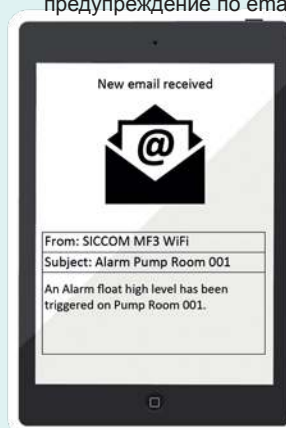 предупреждение по ema
New email received
@
From: SICCOM MF3 WiFi
Subject: Alarm Pump Room 001
An Alarm float high level has been
triggered on Pump Room 001.